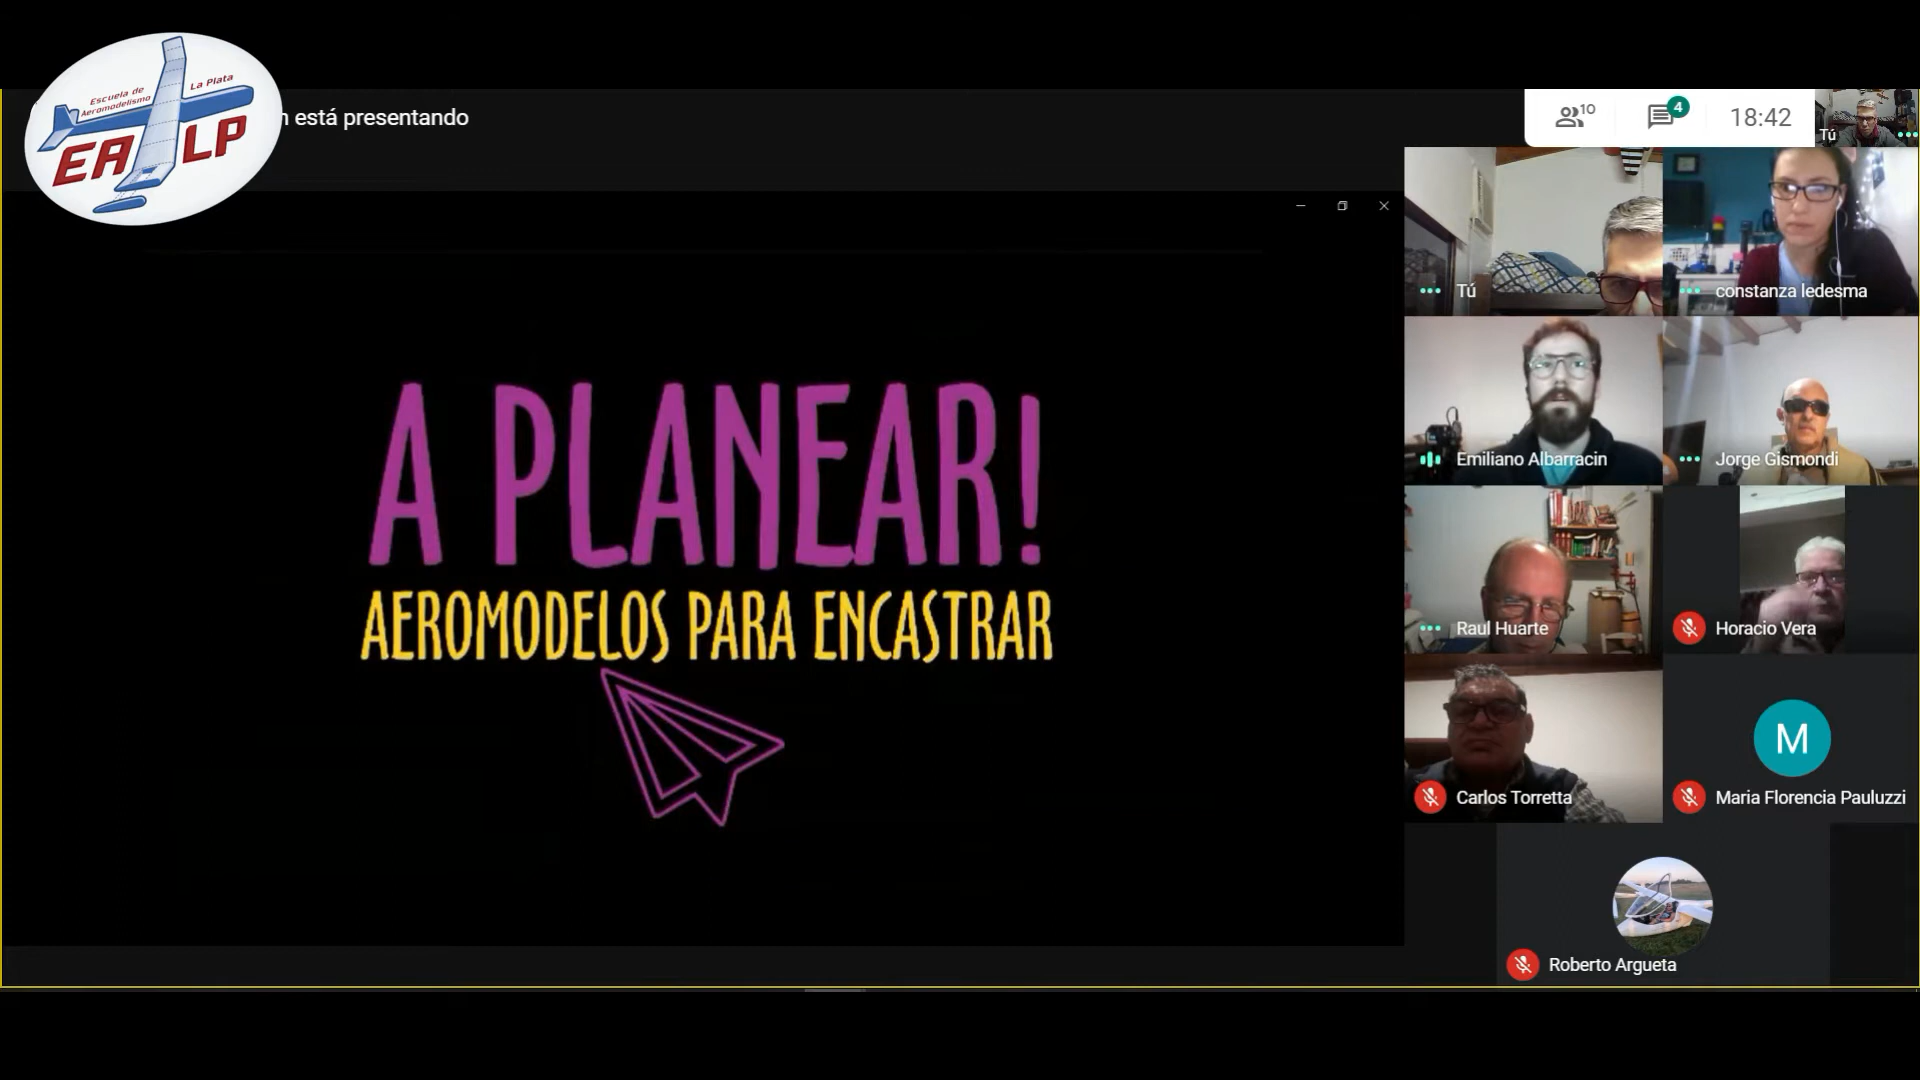 Escuela de
Aeromodelismo
La Plata
EA LP
n está presentando
10
4
18:42
Tú
Tú
constanza ledesma
Emiliano Albarracin
Jorge Gismondi
Raul Huarte
Horacio Vera
Carlos Torretta
M
Maria Florencia Pauluzzi
Roberto Argueta
A PLANEAR!
AEROMODELOS PARA ENCASTRAR